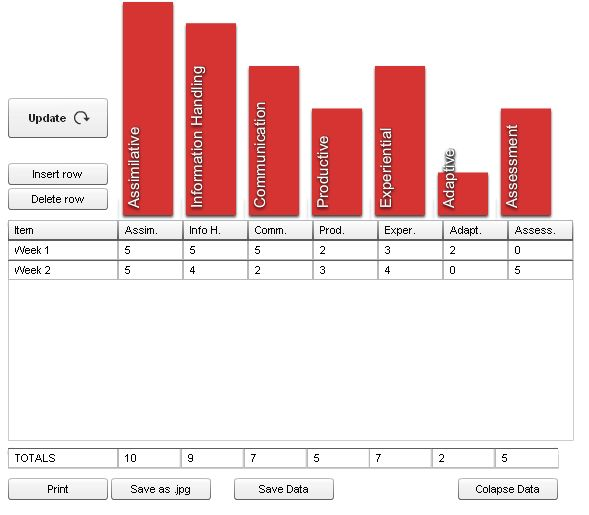 Assimilative
Information Handling
Communication
Productive
Experiential
Adaptive
Assessment
Update
Insert row
Delete row
Item Assim. Info H. Comm. Prod. Exper. Adapt. Assess.
Week 1 5 5 5 2 3 2 0
Week 2 5 4 2 3 4 0 5
TOTALS 10 9 7 5 7 2 5
Print Save as .jpg Save Data Colapse Data